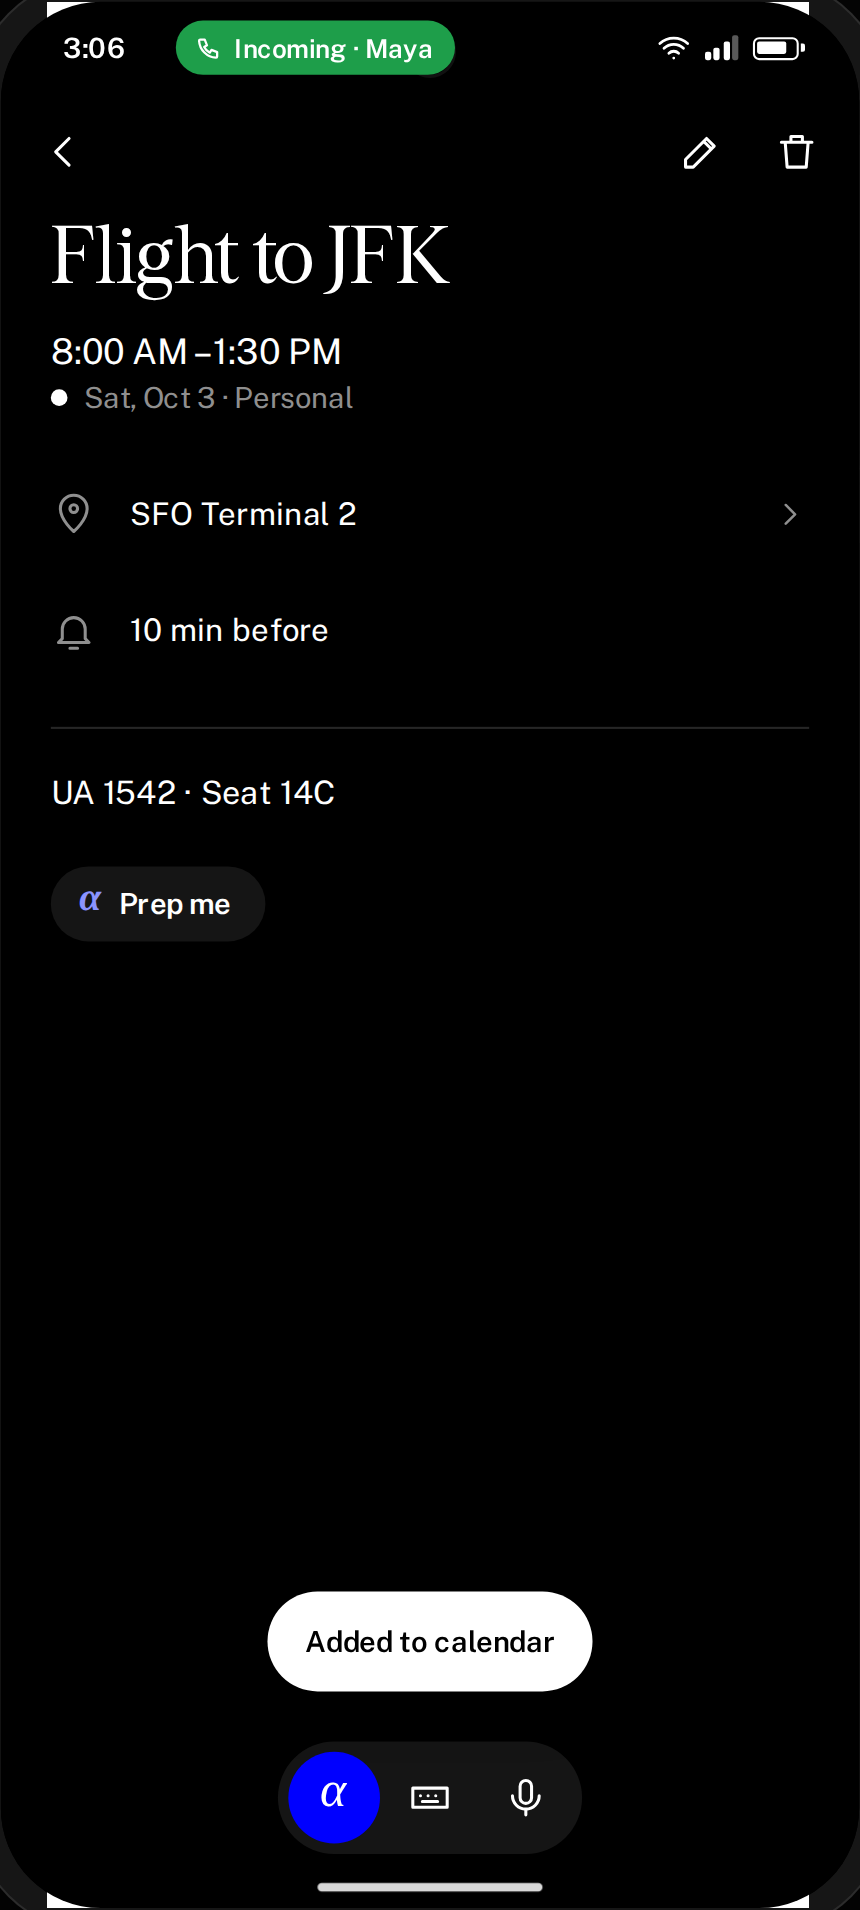 3:06
Incoming · Maya
Flight to JFK
8:00 AM – 1:30 PM
Sat, Oct 3 · Personal
SFO Terminal 2
10 min before
UA 1542 · Seat 14C
α Prep me
Added to calendar
α